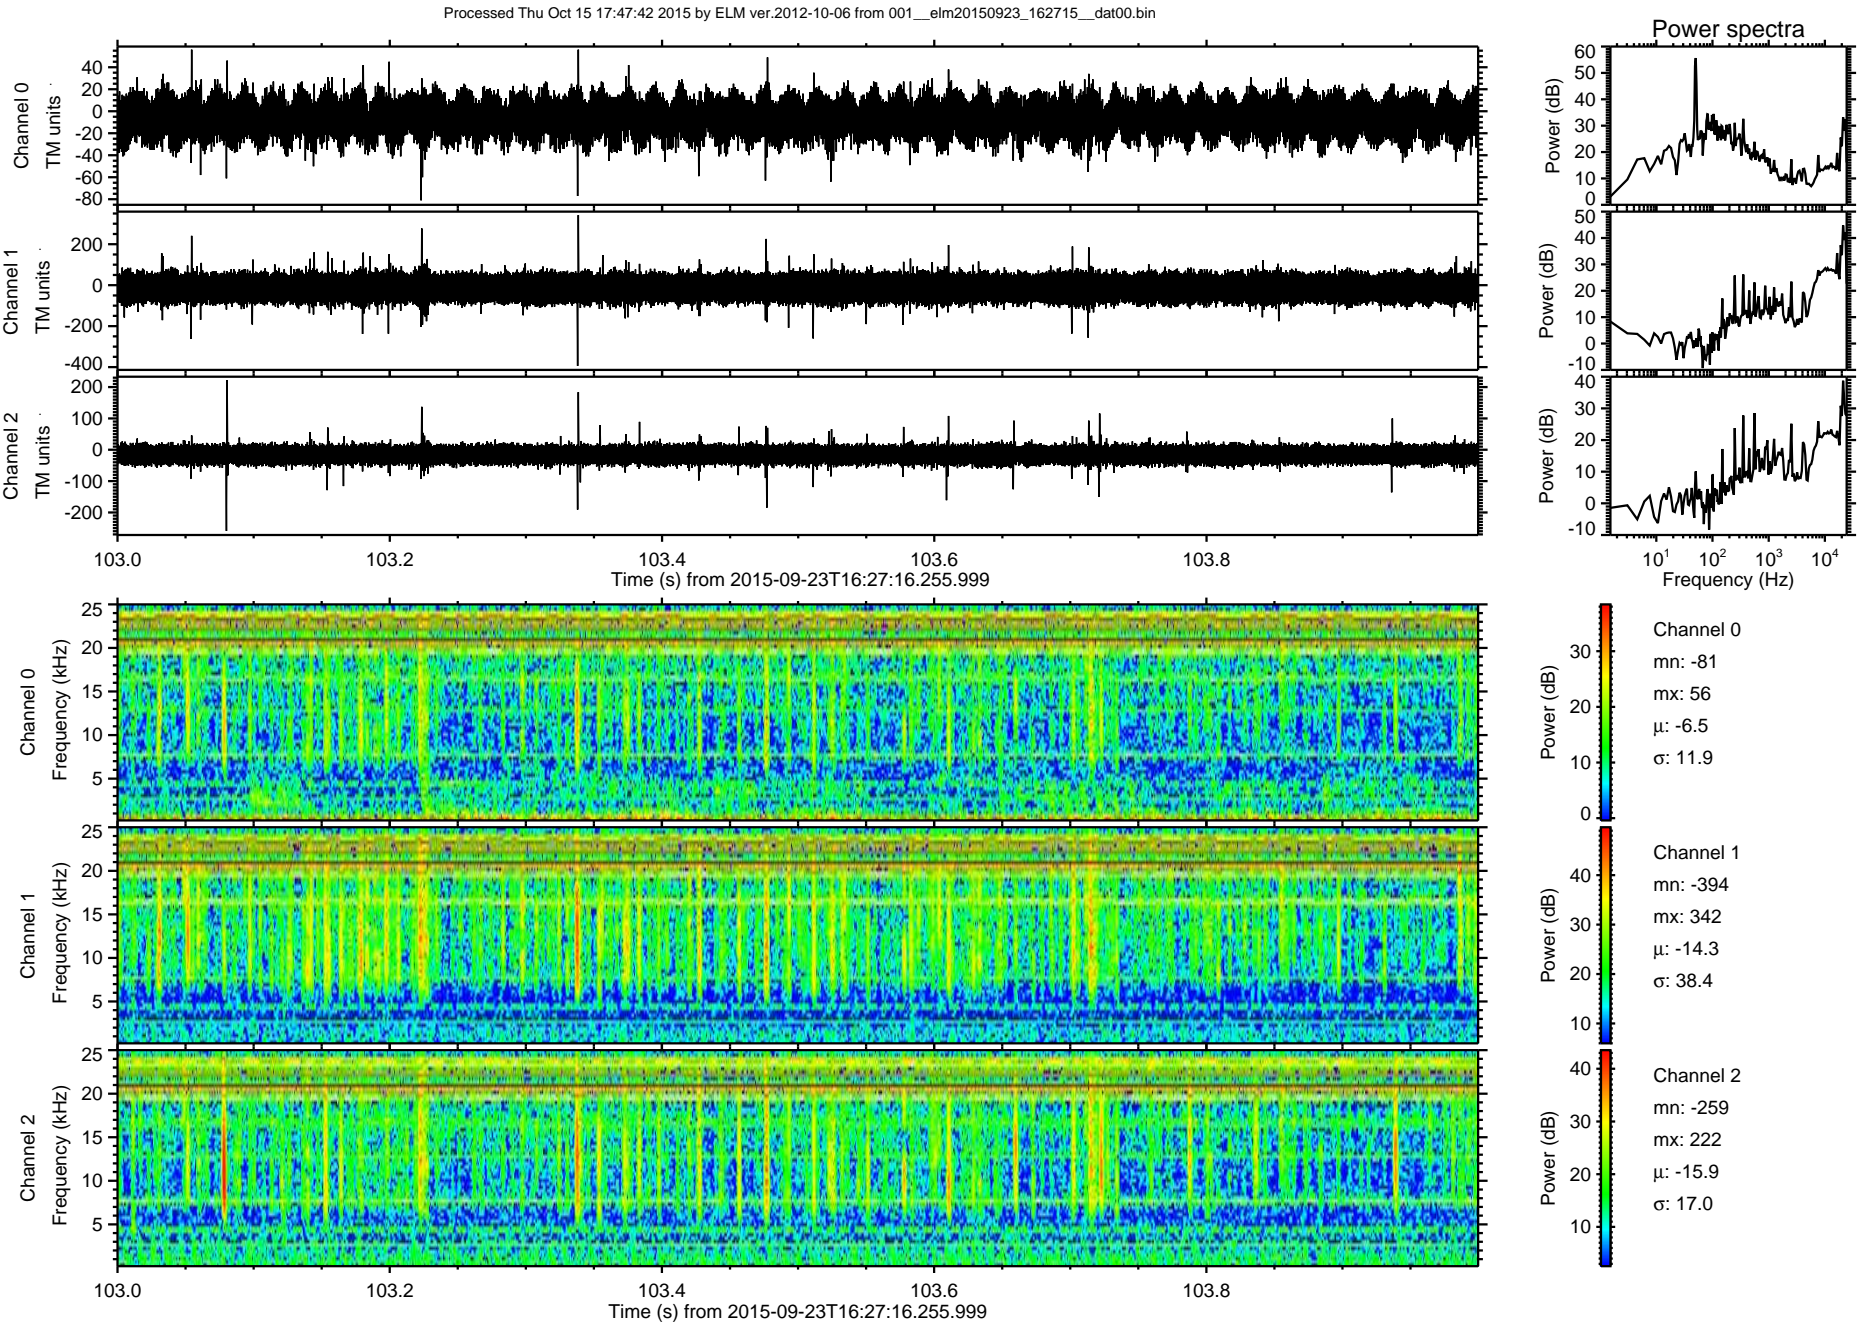 Processed Thu Oct 15 17:47:42 2015 by ELM ver.2012-10-06 from 001__elm20150923_162715__dat00.bin
Power spectra
Channel 0
TM units
40
20
0
-20
-40
-60
-80
Power (dB)
60
50
40
30
20
10
0
Channel 1
TM units
200
0
-200
-400
Power (dB)
50
40
30
20
10
0
-10
Channel 2
TM units
200
100
0
-100
-200
Power (dB)
40
30
20
10
0
-10
103.0 103.2 103.4 103.6 103.8
Time (s) from 2015-09-23T16:27:16.255.999
10¹ 10² 10³ 10⁴
Frequency (Hz)
Channel 0
Frequency (kHz)
25
20
15
10
5
Power (dB)
30
20
10
0
Channel 0
mn: -81
mx: 56
μ: -6.5
σ: 11.9
Channel 1
Frequency (kHz)
25
20
15
10
5
Power (dB)
40
30
20
10
Channel 1
mn: -394
mx: 342
μ: -14.3
σ: 38.4
Channel 2
Frequency (kHz)
25
20
15
10
5
Power (dB)
40
30
20
10
Channel 2
mn: -259
mx: 222
μ: -15.9
σ: 17.0
103.0 103.2 103.4 103.6 103.8
Time (s) from 2015-09-23T16:27:16.255.999